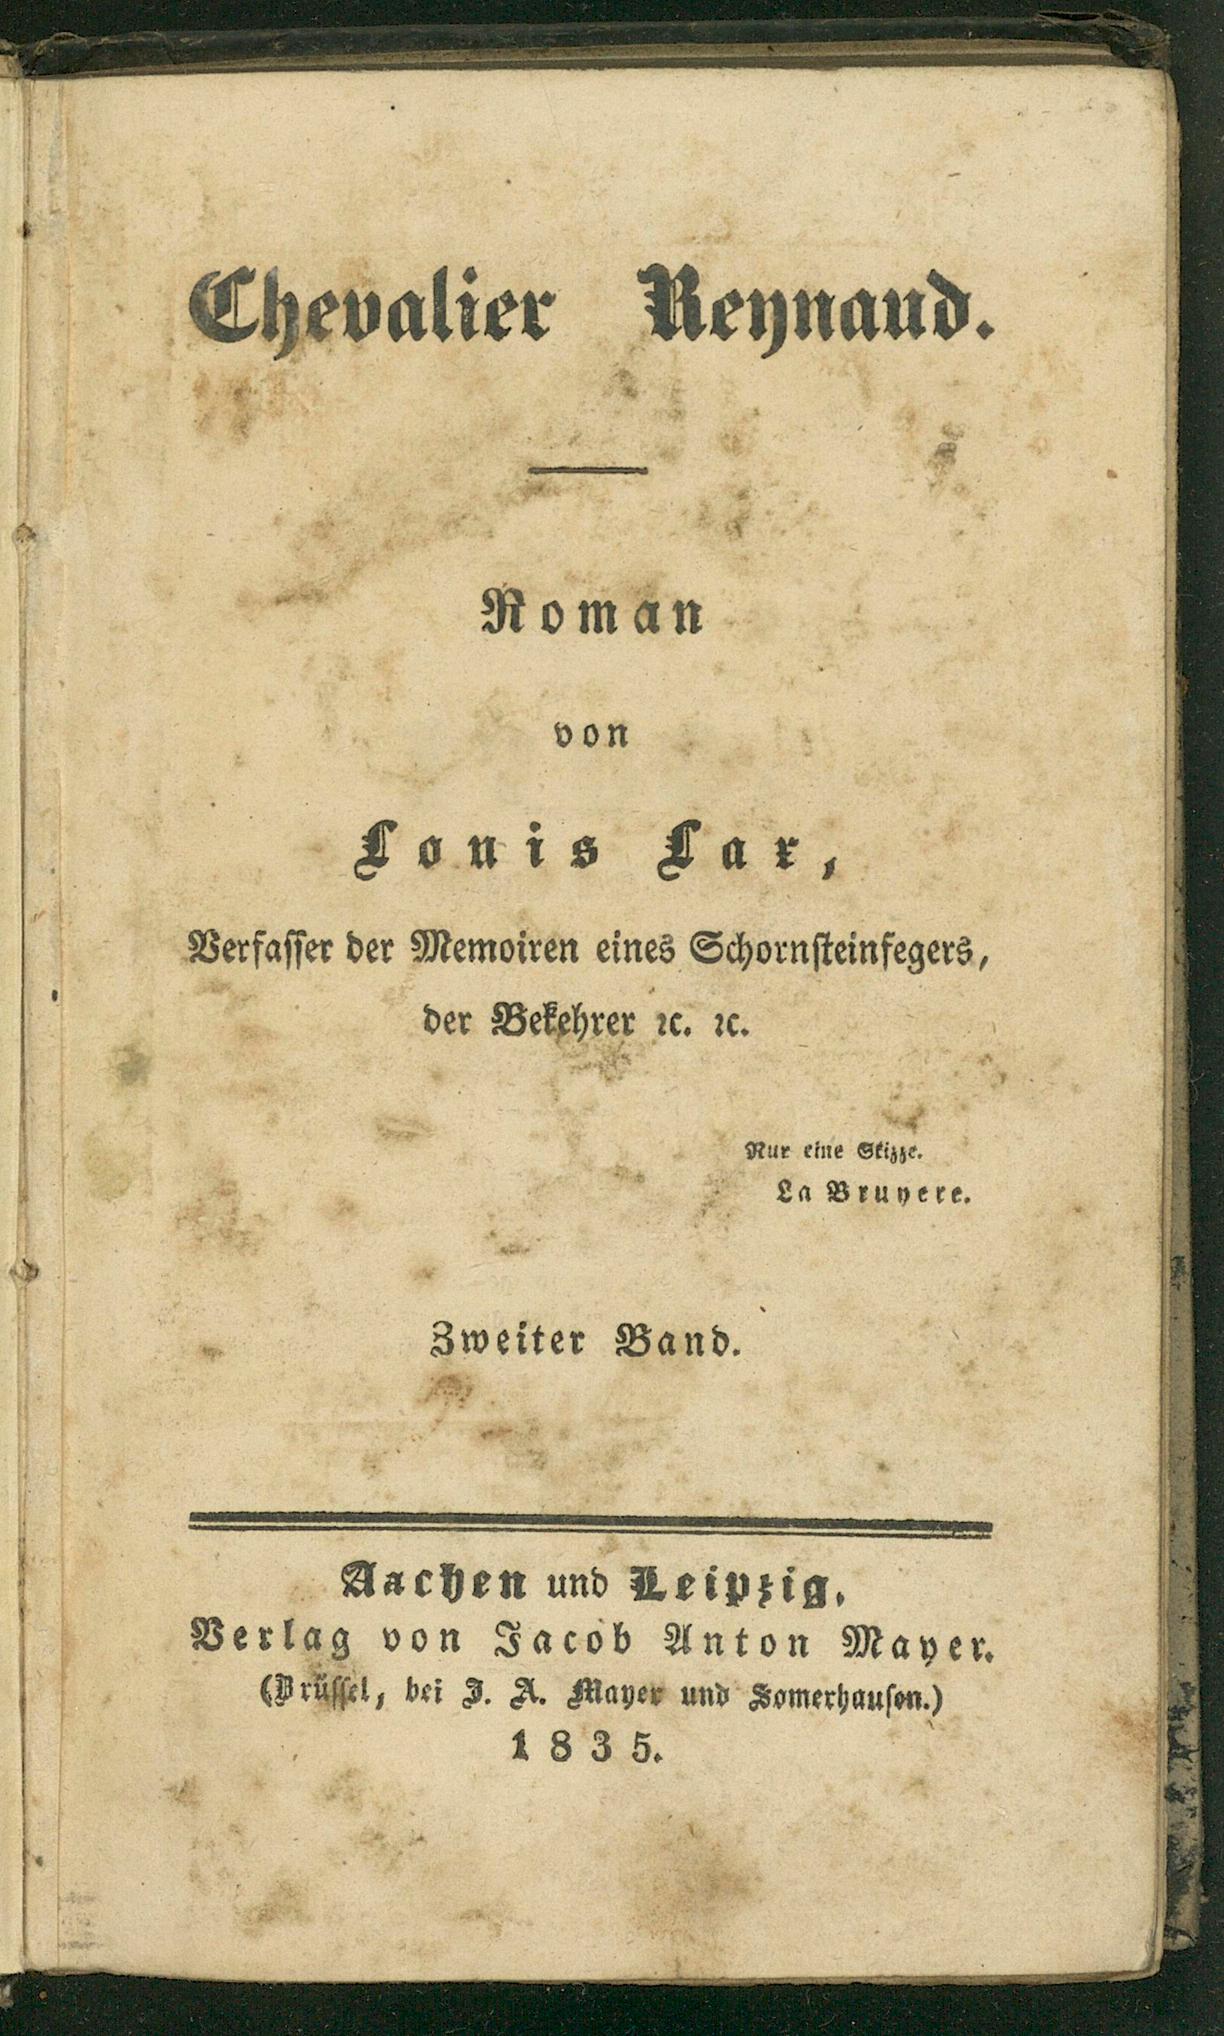 Chevalier Reynaud.
Roman
von
Louis Lax,
Verfasser der Memoiren eines Schornsteinfegers,
der Bekehrer ꝛc. ꝛc.
Nur eine Skizze.
La Bruyere.
Zweiter Band.
Aachen und Leipzig.
Verlag von Jacob Anton Mayer.
(Brüssel, bei J. A. Mayer und Somerhausen.)
1835.